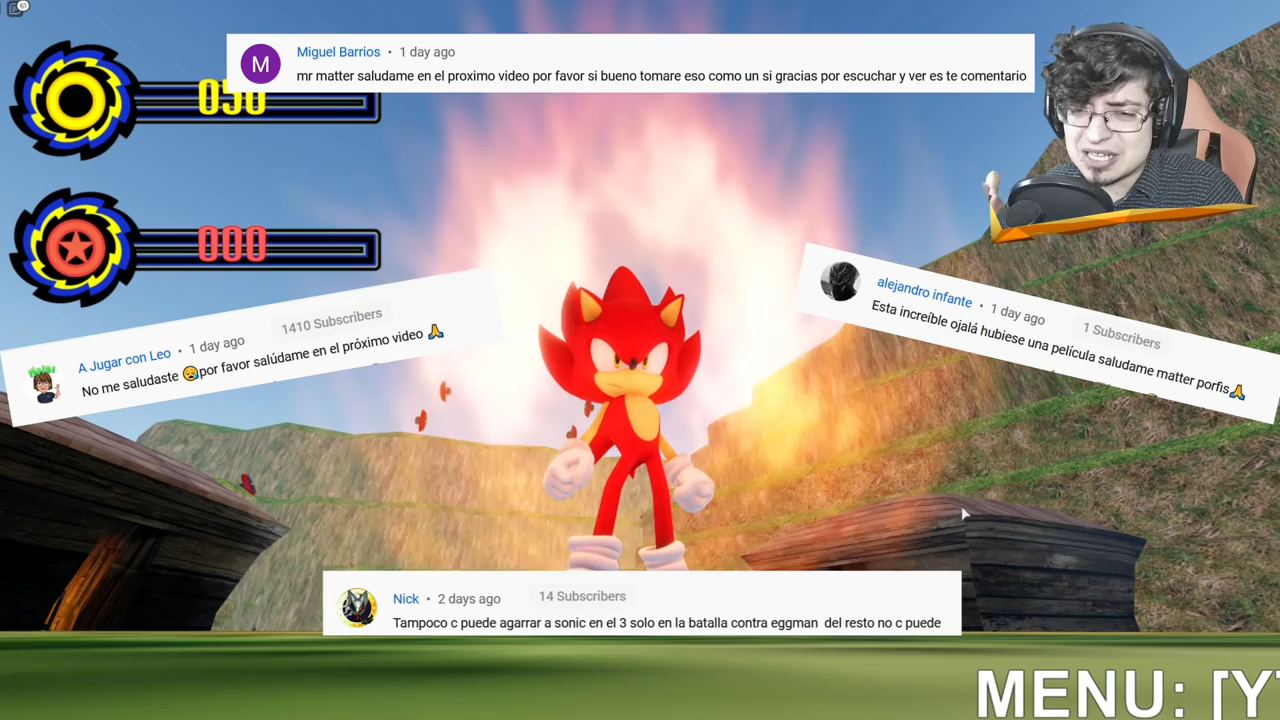 61
M
Miguel Barrios • 1 day ago
mr matter saludame en el proximo video por favor si bueno tomare eso como un si gracias por escuchar y ver es te comentario
050
000
A Jugar con Leo • 1 day ago 1410 Subscribers
No me saludaste 😪por favor salúdame en el próximo video 🙏
alejandro infante • 1 day ago 1 Subscribers
Esta increíble ojalá hubiese una película saludame matter porfis🙏
Nick • 2 days ago 14 Subscribers
Tampoco c puede agarrar a sonic en el 3 solo en la batalla contra eggman del resto no c puede
MENU: [Y